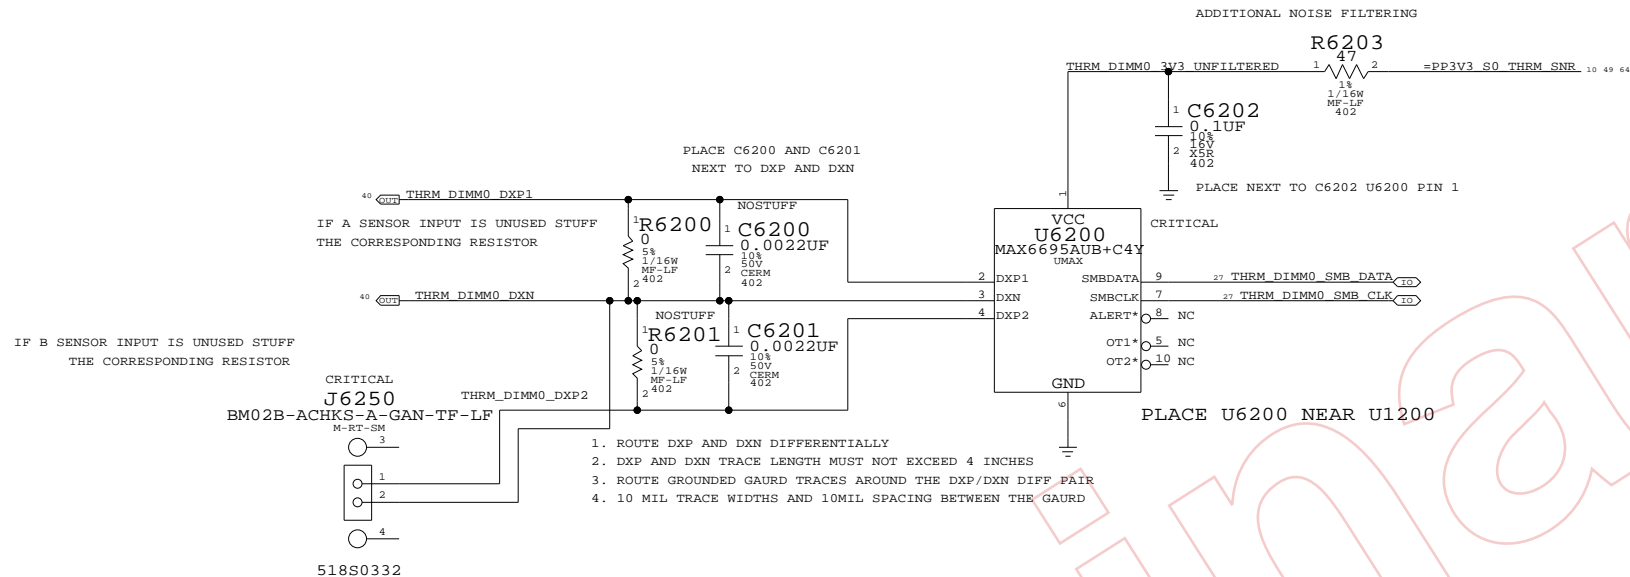 ADDITIONAL NOISE FILTERING
R6203
47
THRM_DIMM0_3V3_UNFILTERED 1 2 =PP3V3_S0_THRM_SNR 10 49 64
1%
1/16W
MF-LF
402
1 C6202
0.1UF
10%
16V
2 X5R
402
PLACE C6200 AND C6201
NEXT TO DXP AND DXN
PLACE NEXT TO C6202 U6200 PIN 1
40 OUT THRM_DIMM0_DXP1
NOSTUFF
IF A SENSOR INPUT IS UNUSED STUFF
THE CORRESPONDING RESISTOR
1 R6200
0
5%
1/16W
MF-LF
2 402
1 C6200
0.0022UF
10%
50V
2 CERM
402
1
VCC
CRITICAL
U6200
MAX6695AUB+C4Y
UMAX
2 DXP1 SMBDATA 9 27 THRM_DIMM0_SMB_DATA IO
3 DXN SMBCLK 7 27 THRM_DIMM0_SMB_CLK IO
4 DXP2 ALERT* 8 NC
OT1* 5 NC
OT2* 10 NC
GND
6
40 OUT THRM_DIMM0_DXN
NOSTUFF
1 R6201
0
5%
1/16W
MF-LF
2 402
1 C6201
0.0022UF
10%
50V
2 CERM
402
IF B SENSOR INPUT IS UNUSED STUFF
THE CORRESPONDING RESISTOR
CRITICAL
J6250
THRM_DIMM0_DXP2
BM02B-ACHKS-A-GAN-TF-LF
M-RT-SM
3
1
2
4
518S0332
PLACE U6200 NEAR U1200
1. ROUTE DXP AND DXN DIFFERENTIALLY
2. DXP AND DXN TRACE LENGTH MUST NOT EXCEED 4 INCHES
3. ROUTE GROUNDED GAURD TRACES AROUND THE DXP/DXN DIFF PAIR
4. 10 MIL TRACE WIDTHS AND 10MIL SPACING BETWEEN THE GAURD
ina